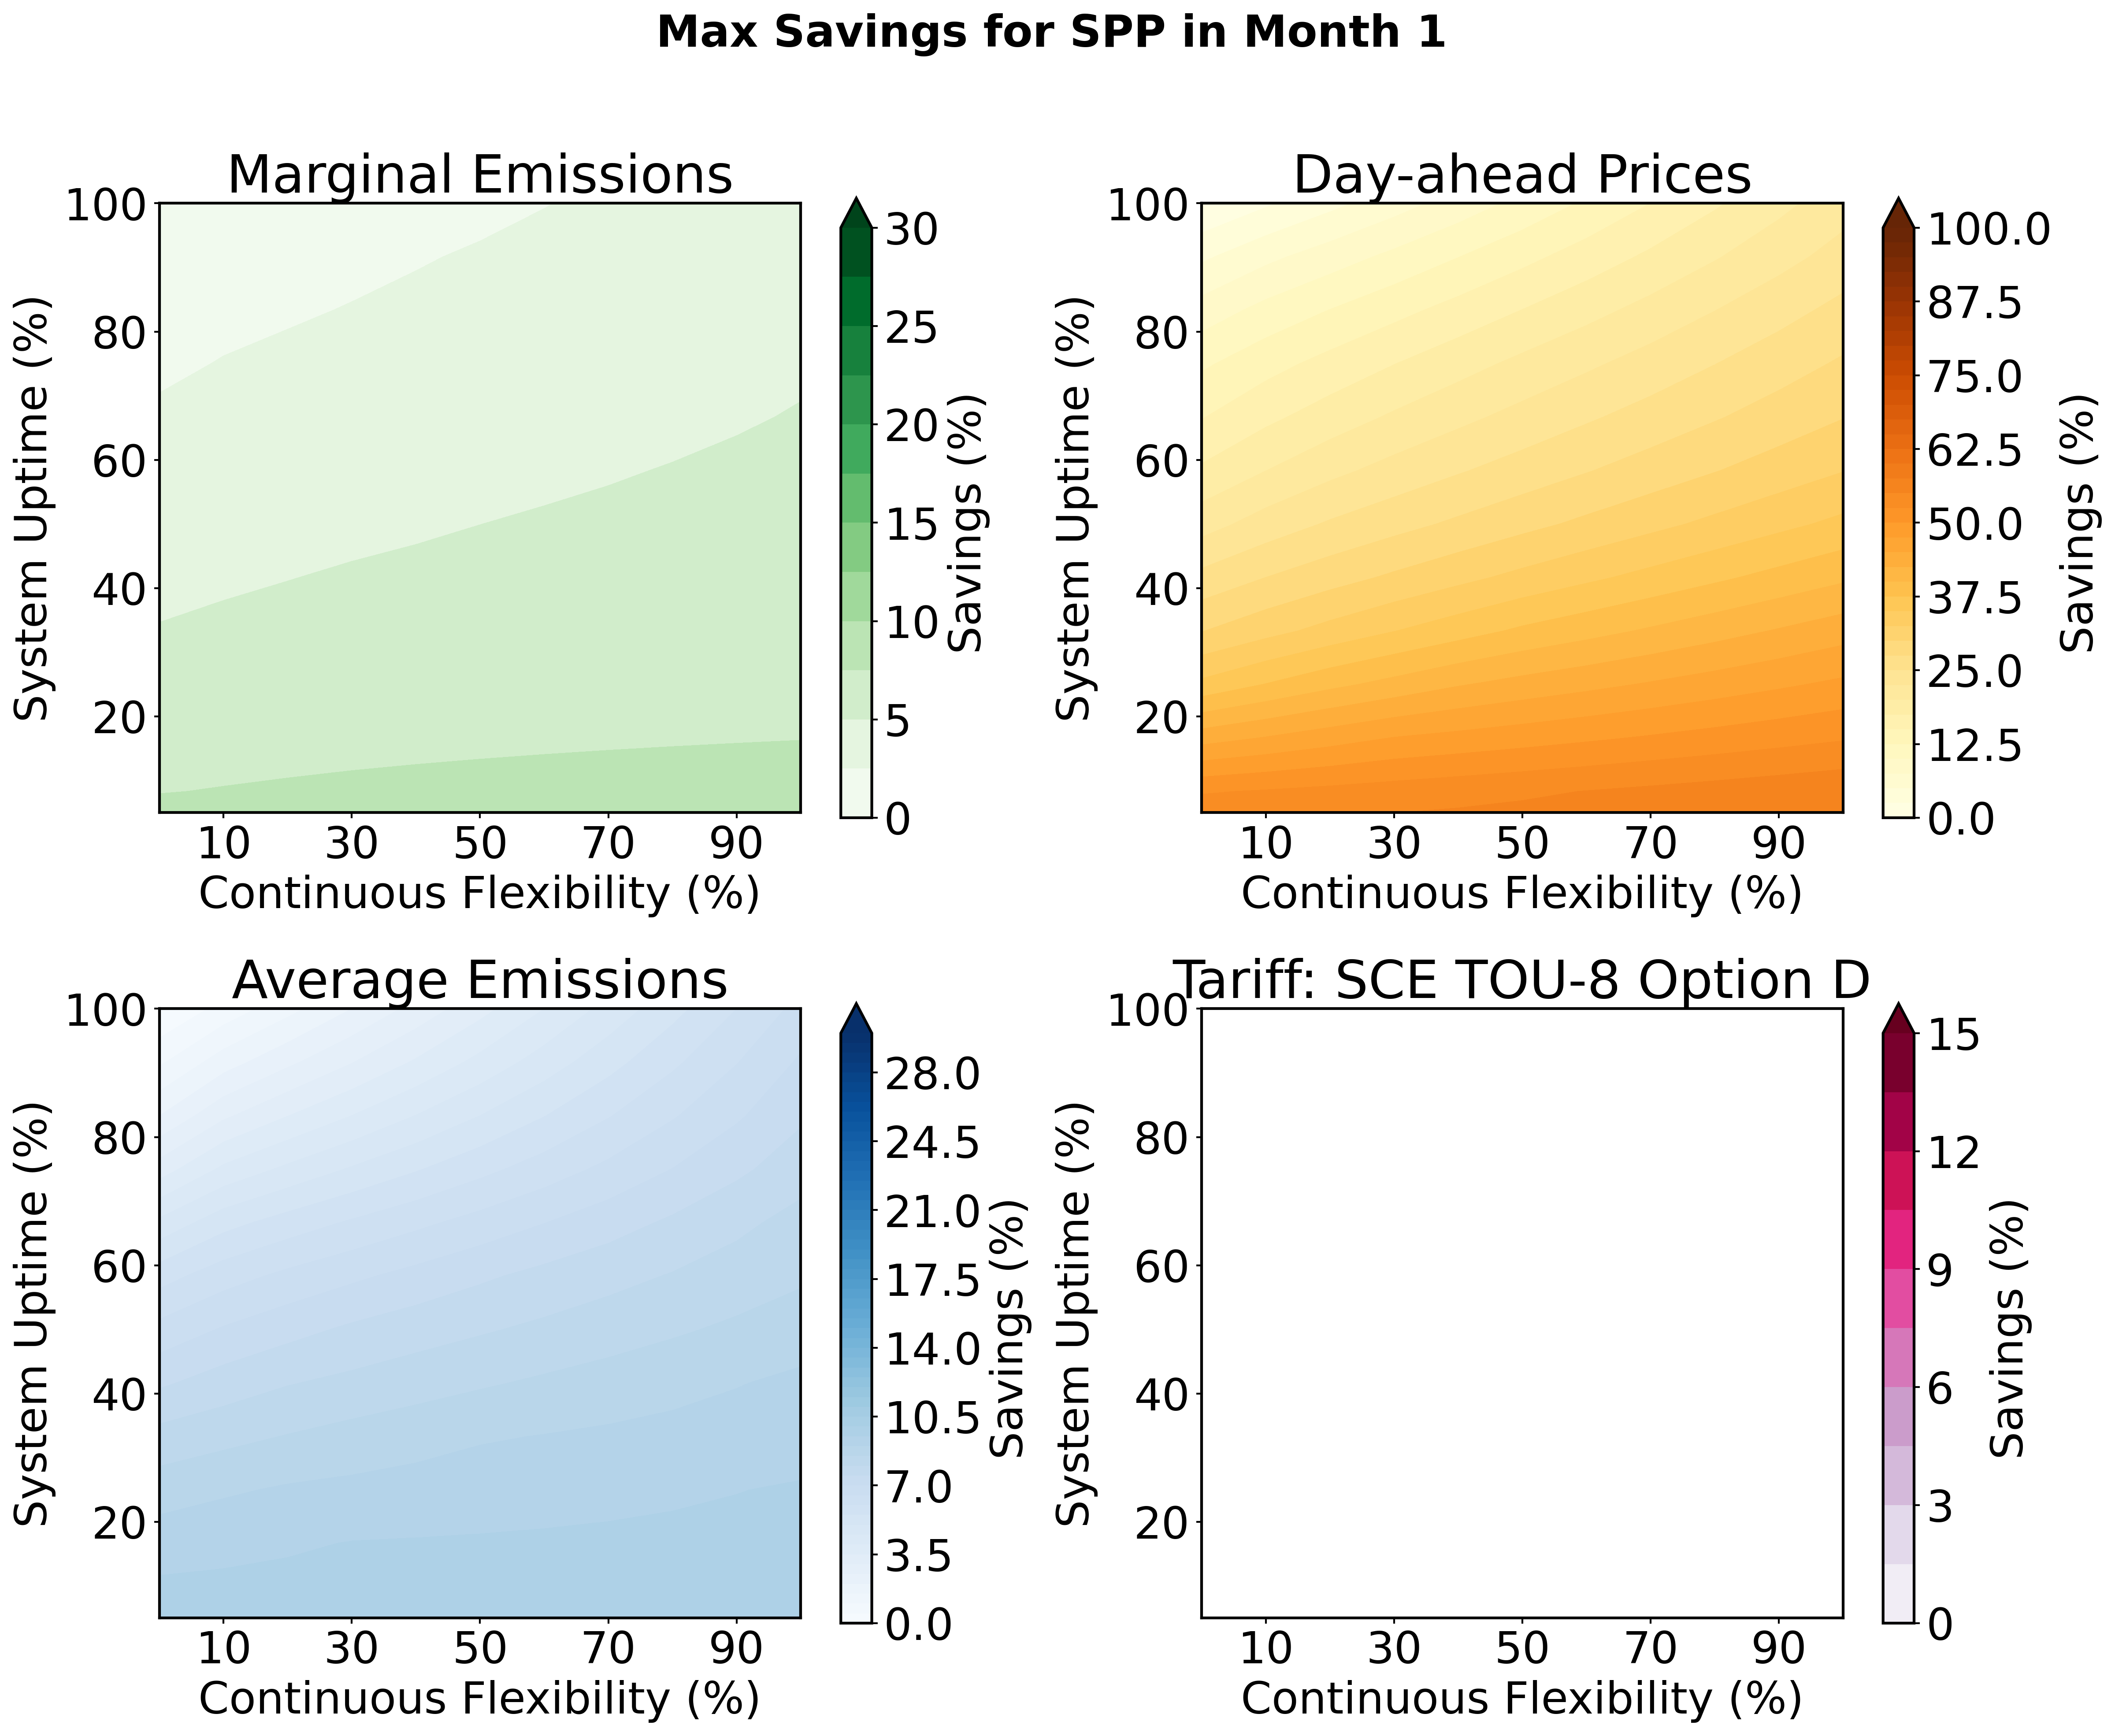 Max Savings for SPP in Month 1
Marginal Emissions
100
80
60
40
20
System Uptime (%)
10 30 50 70 90
Continuous Flexibility (%)
30
25
20
15
10
5
0
Savings (%)
Day-ahead Prices
100
80
60
40
20
System Uptime (%)
10 30 50 70 90
Continuous Flexibility (%)
100.0
87.5
75.0
62.5
50.0
37.5
25.0
12.5
0.0
Savings (%)
Average Emissions
100
80
60
40
20
System Uptime (%)
10 30 50 70 90
Continuous Flexibility (%)
28.0
24.5
21.0
17.5
14.0
10.5
7.0
3.5
0.0
Savings (%)
Tariff: SCE TOU-8 Option D
100
80
60
40
20
System Uptime (%)
10 30 50 70 90
Continuous Flexibility (%)
15
12
9
6
3
0
Savings (%)